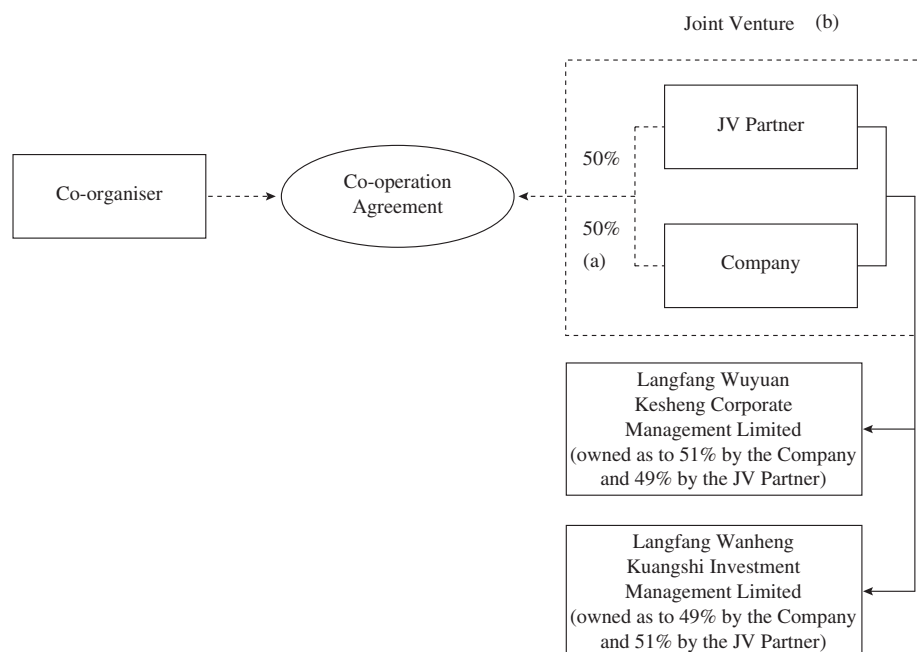 Joint Venture (b)
JV Partner
50%
Co-organiser
Co-operation
Agreement
50%
(a)
Company
Langfang Wuyuan
Kesheng Corporate
Management Limited
(owned as to 51% by the Company
and 49% by the JV Partner)
Langfang Wanheng
Kuangshi Investment
Management Limited
(owned as to 49% by the Company
and 51% by the JV Partner)